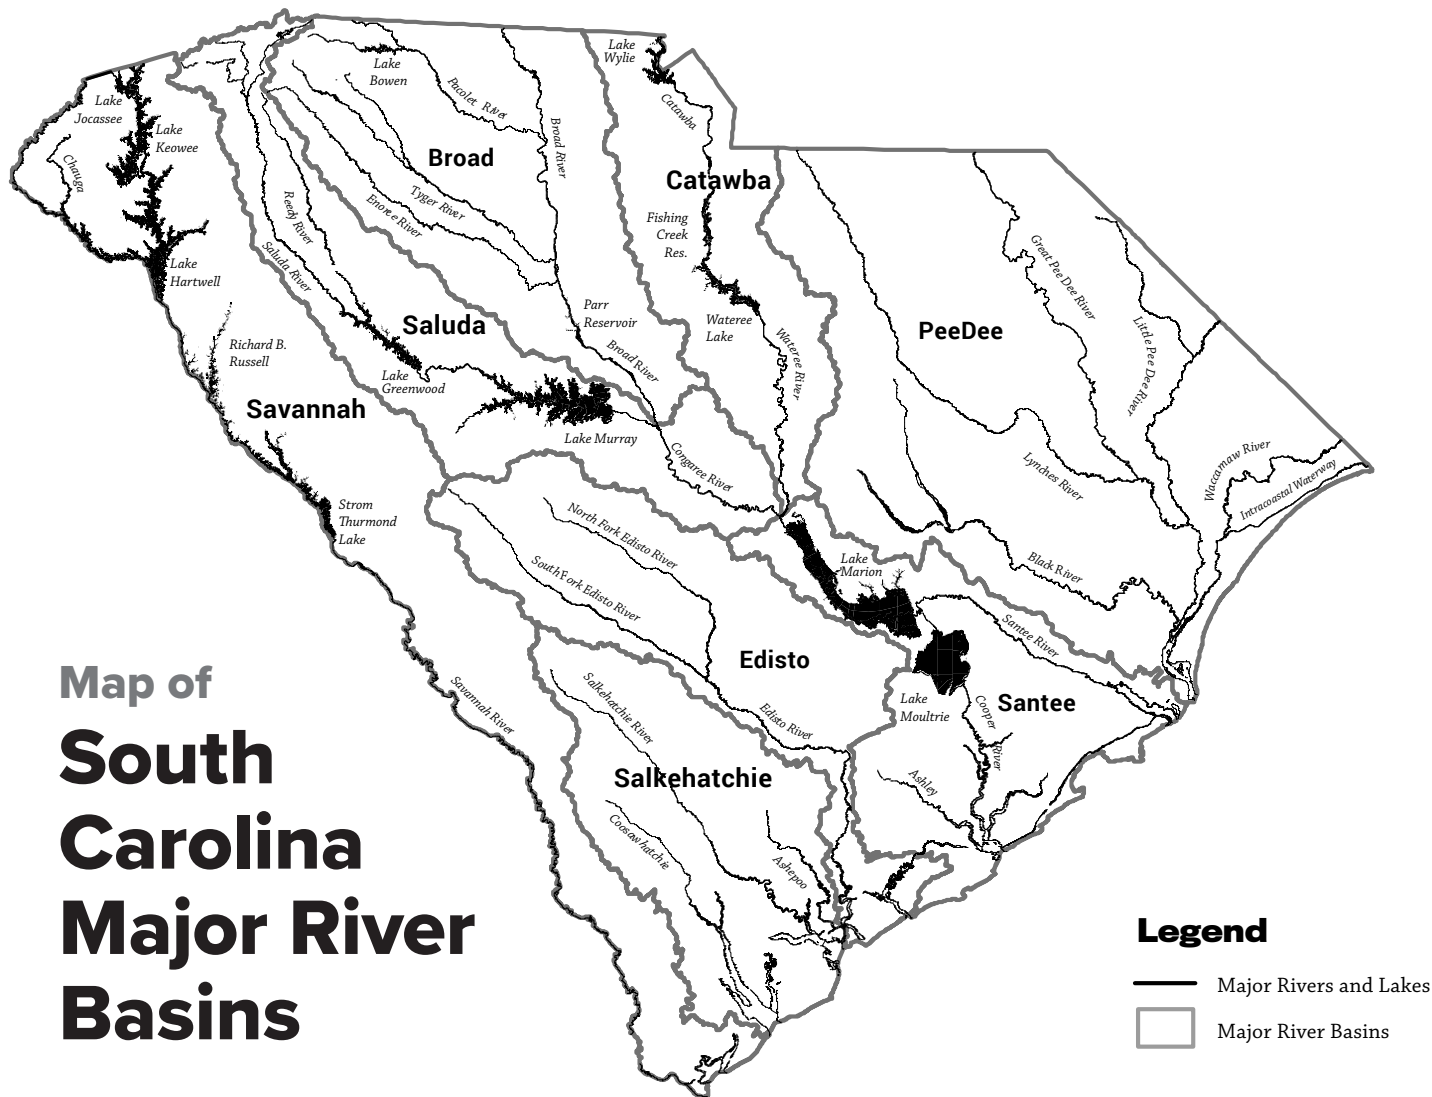 Lake
Wylie
Lake
Bowen
Pacolet River
Catawba
Lake
Jocassee
Lake
Keowee
Chauga
Broad River
Broad
Catawba
Tyger River
Enoree River
Reedy River
Saluda River
Fishing
Creek
Res.
Lake
Hartwell
Great Pee Dee River
Little Pee Dee River
Parr
Reservoir
Wateree
Lake
Wateree River
Saluda
PeeDee
Richard B.
Russell
Broad River
Lake
Greenwood
Savannah
Lake Murray
Congaree River
Lynches River
Waccamaw River
Intracoastal Waterway
Strom
Thurmond
Lake
North Fork Edisto River
South Fork Edisto River
Lake
Marion
Black River
Santee River
Edisto
Savannah River
Salkehatchie River
Edisto River
Lake
Moultrie
Cooper
River
Santee
Salkehatchie
Ashley
Coosawhatchie
Ashepoo
Map of
South
Carolina
Major River
Basins
Legend
Major Rivers and Lakes
Major River Basins